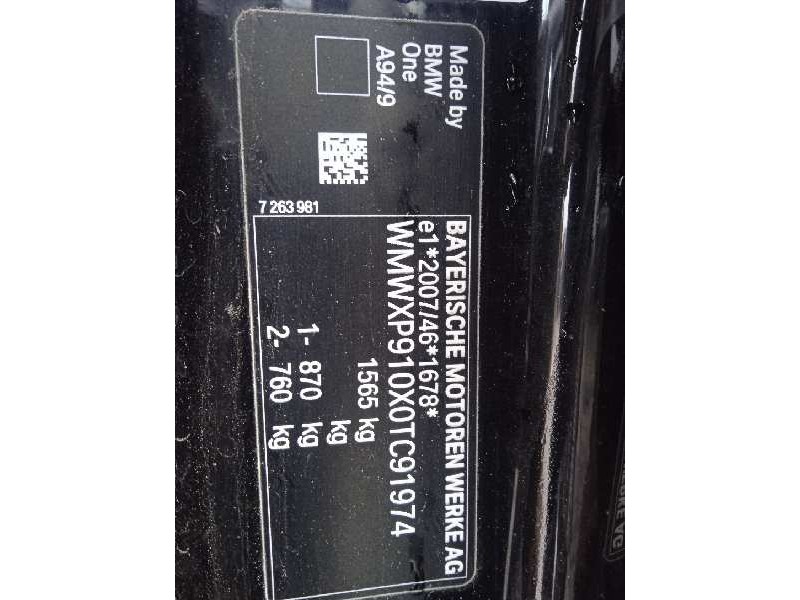 Made by
BMW
One
A94/9
7 263 981
BAYERISCHE MOTOREN WERKE AG
e1*2007/46*1678*
WMWXP910X0TC91974
1565 kg
kg
1- 870 kg
2- 760 kg